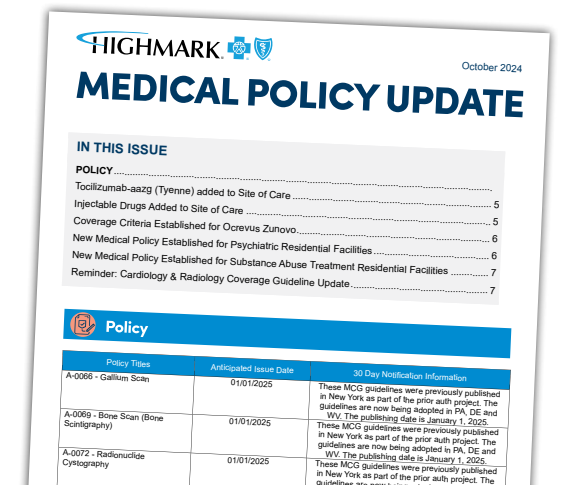 HIGHMARK
October 2024
MEDICAL POLICY UPDATE
IN THIS ISSUE
POLICY
Tocilizumab-aazg (Tyenne) added to Site of Care 5
Injectable Drugs Added to Site of Care 5
Coverage Criteria Established for Ocrevus Zunovo 6
New Medical Policy Established for Psychiatric Residential Facilities 6
New Medical Policy Established for Substance Abuse Treatment Residential Facilities 7
Reminder: Cardiology & Radiology Coverage Guideline Update 7
Policy
Policy Titles Anticipated Issue Date 30 Day Notification Information
A-0066 - Gallium Scan 01/01/2025 These MCG guidelines were previously published
in New York as part of the prior auth project. The
guidelines are now being adopted in PA, DE and
WV. The publishing date is January 1, 2025.
A-0069 - Bone Scan (Bone 01/01/2025 These MCG guidelines were previously published
Scintigraphy) in New York as part of the prior auth project. The
guidelines are now being adopted in PA, DE and
WV. The publishing date is January 1, 2025.
A-0072 - Radionuclide 01/01/2025 These MCG guidelines were previously published
Cystography in New York as part of the prior auth project. The